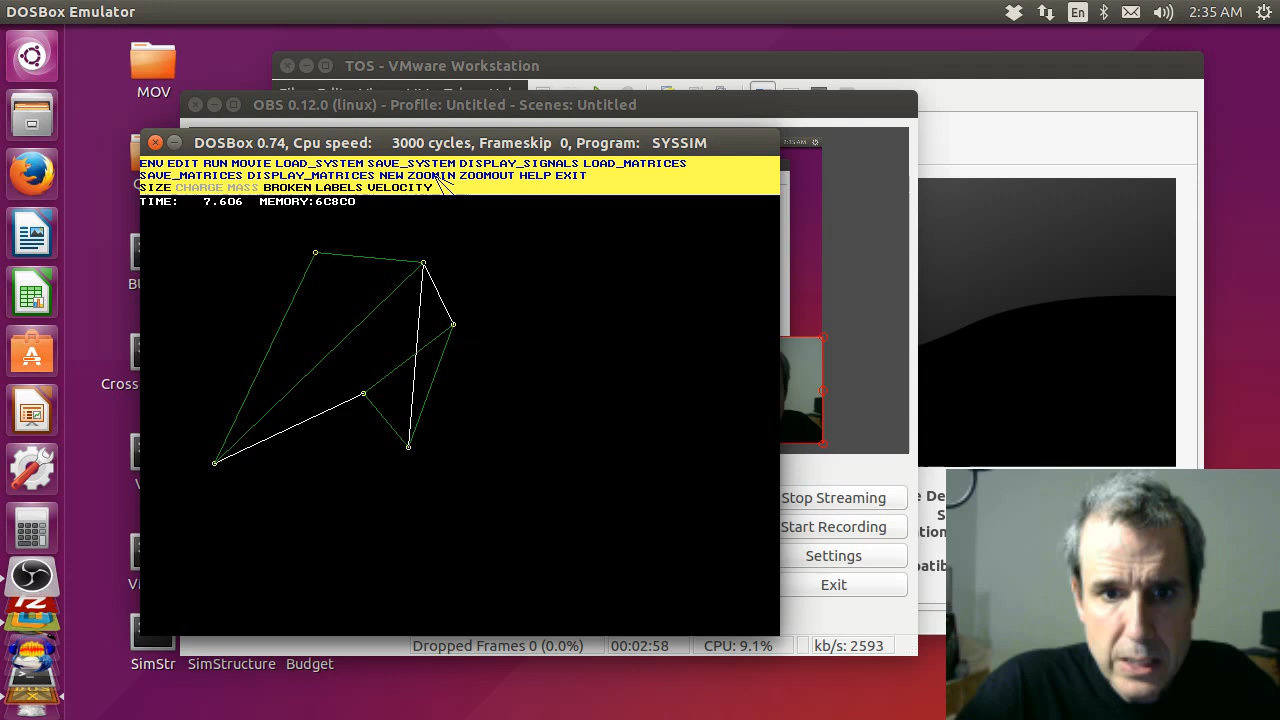 DOSBox Emulator
En
2:35 AM
MOV
TOS - VMware Workstation
OBS 0.12.0 (linux) - Profile: Untitled - Scenes: Untitled
DOSBox 0.74, Cpu speed: 3000 cycles, Frameskip 0, Program: SYSSIM
ENV EDIT RUN MOVIE LOAD_SYSTEM SAVE_SYSTEM DISPLAY_SIGNALS LOAD_MATRICES
SAVE_MATRICES DISPLAY_MATRICES NEW ZOOMIN ZOOMOUT HELP EXIT
SIZE CHARGE MASS BROKEN LABELS VELOCITY
TIME: 7.606 MEMORY:6C8C0
Cross
Stop Streaming
Start Recording
Settings
Exit
Dropped Frames 0 (0.0%)
00:02:58
CPU: 9.1%
kb/s: 2593
SimStr
SimStructure
Budget